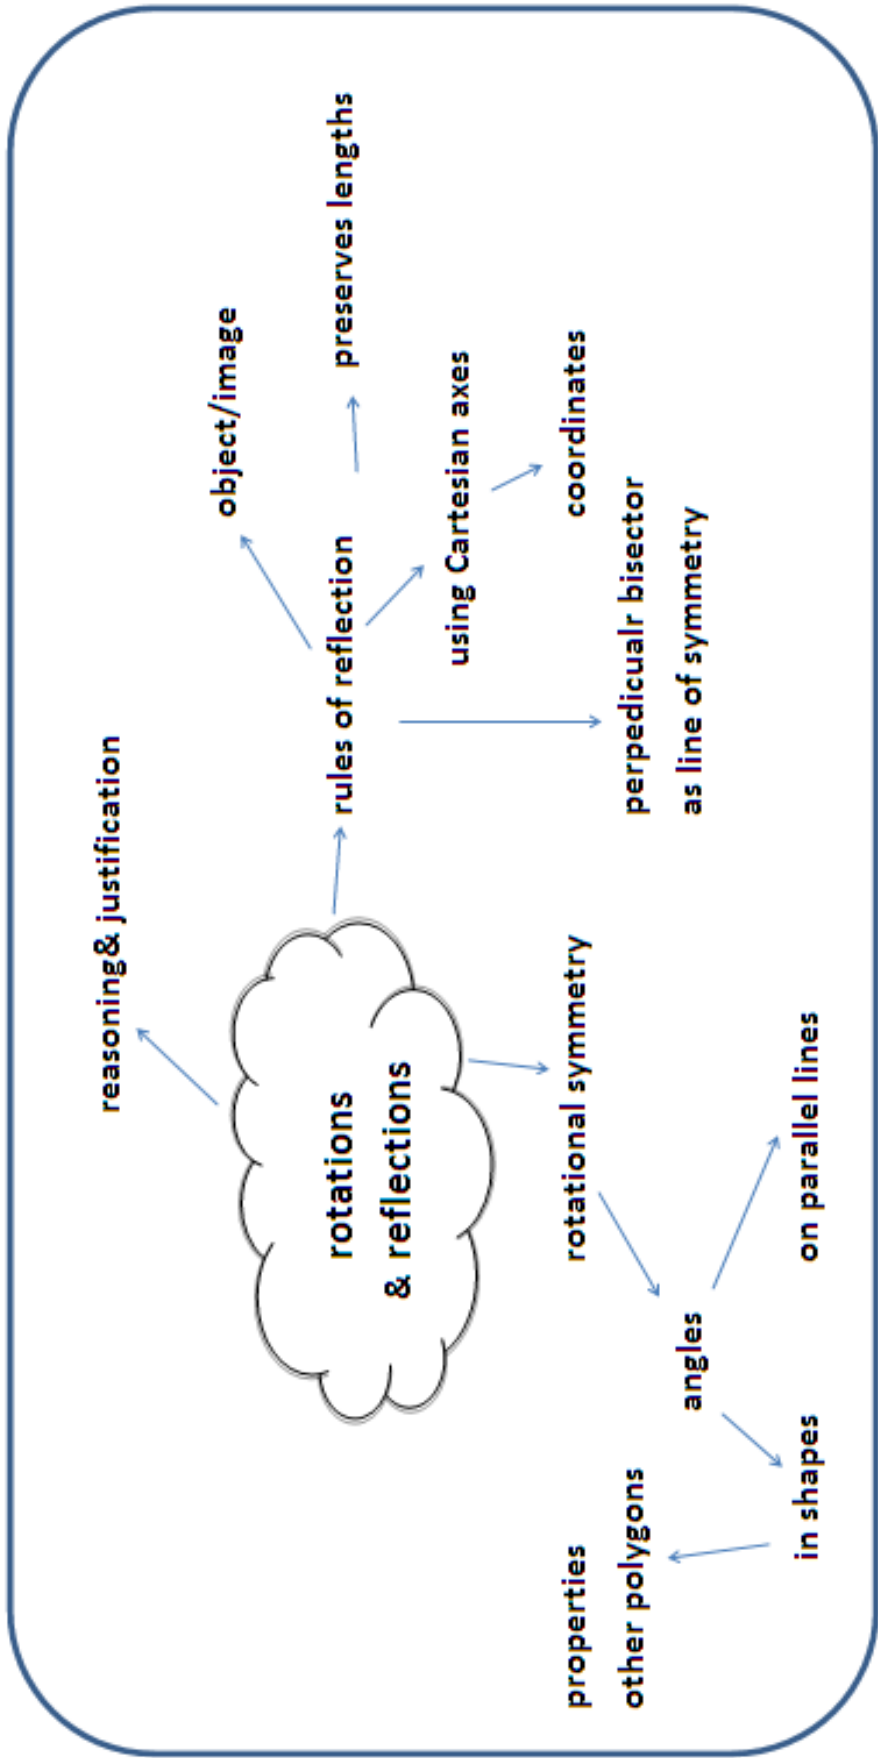 reasoning& justification
object/image
rotations
& reflections
rules of reflection
preserves lengths
using Cartesian axes
coordinates
rotational symmetry
perpedicualr bisector
as line of symmetry
properties
other polygons
angles
in shapes
on parallel lines